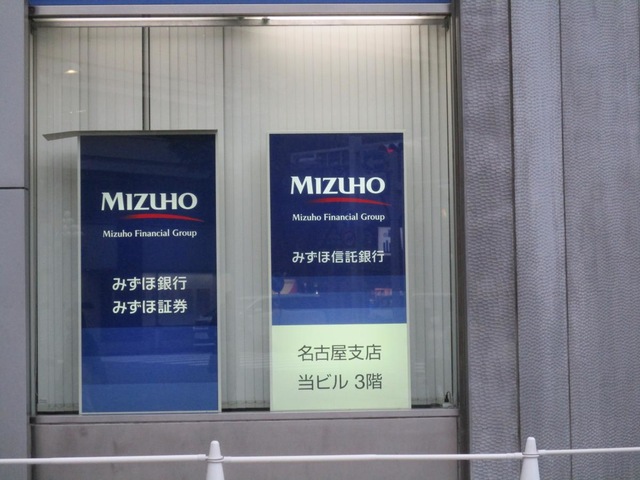 MIZUHO
Mizuho Financial Group
みずほ銀行
みずほ証券
MIZUHO
Mizuho Financial Group
みずほ信託銀行
名古屋支店
当ビル 3階